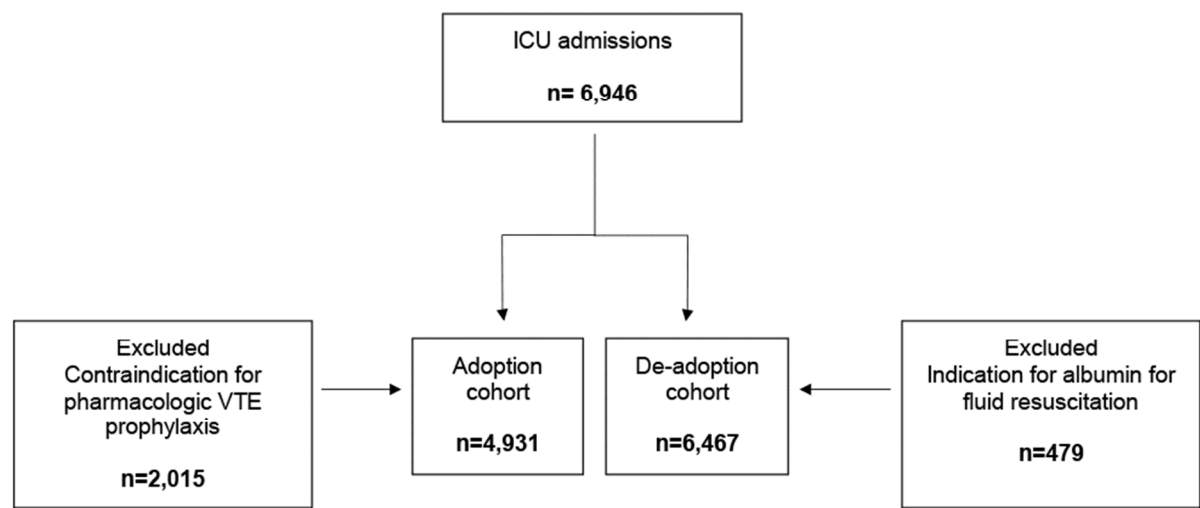 ICU admissions
n= 6,946
Excluded
Contraindication for
pharmacologic VTE
prophylaxis
n=2,015
Adoption
cohort
n=4,931
De-adoption
cohort
n=6,467
Excluded
Indication for albumin for
fluid resuscitation
n=479